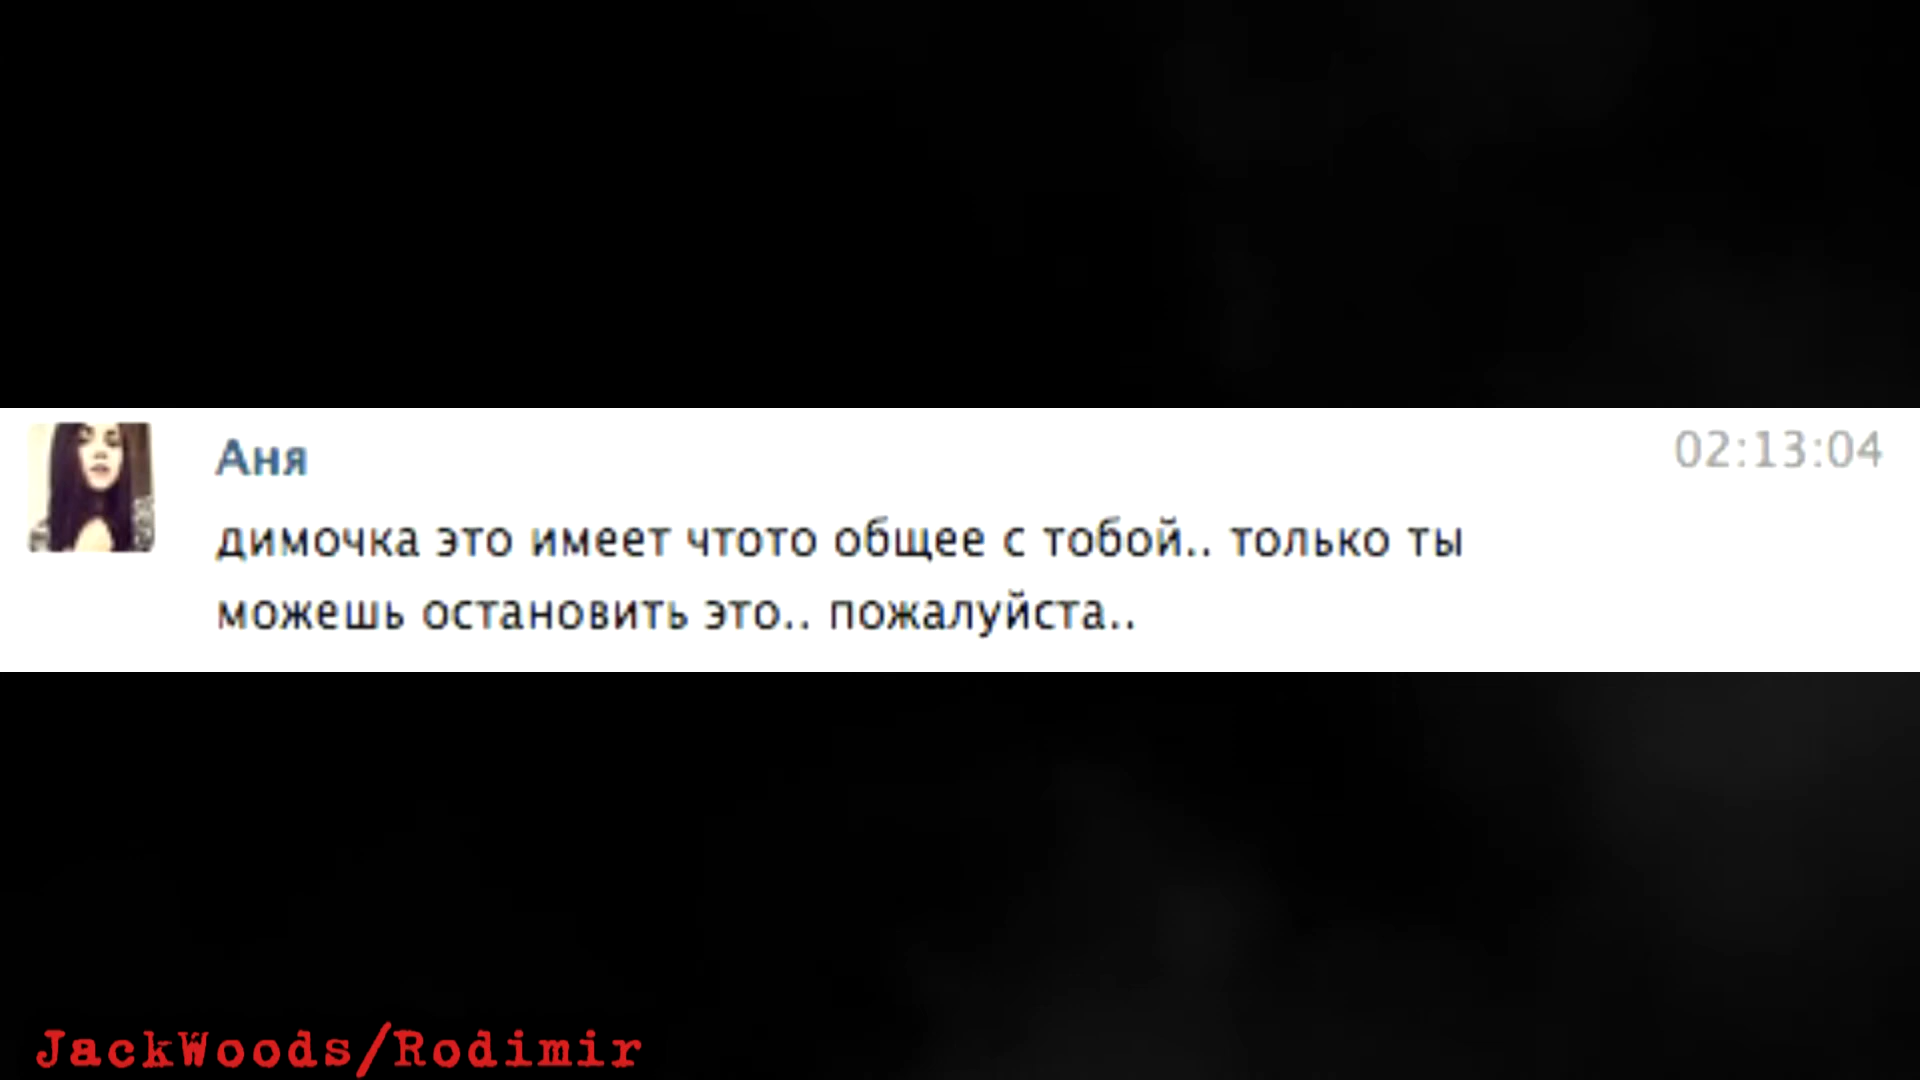 Аня
02:13:04
димочка это имеет чтото общее с тобой.. только ты
можешь остановить это.. пожалуйста..
JackWoods/Rodimir